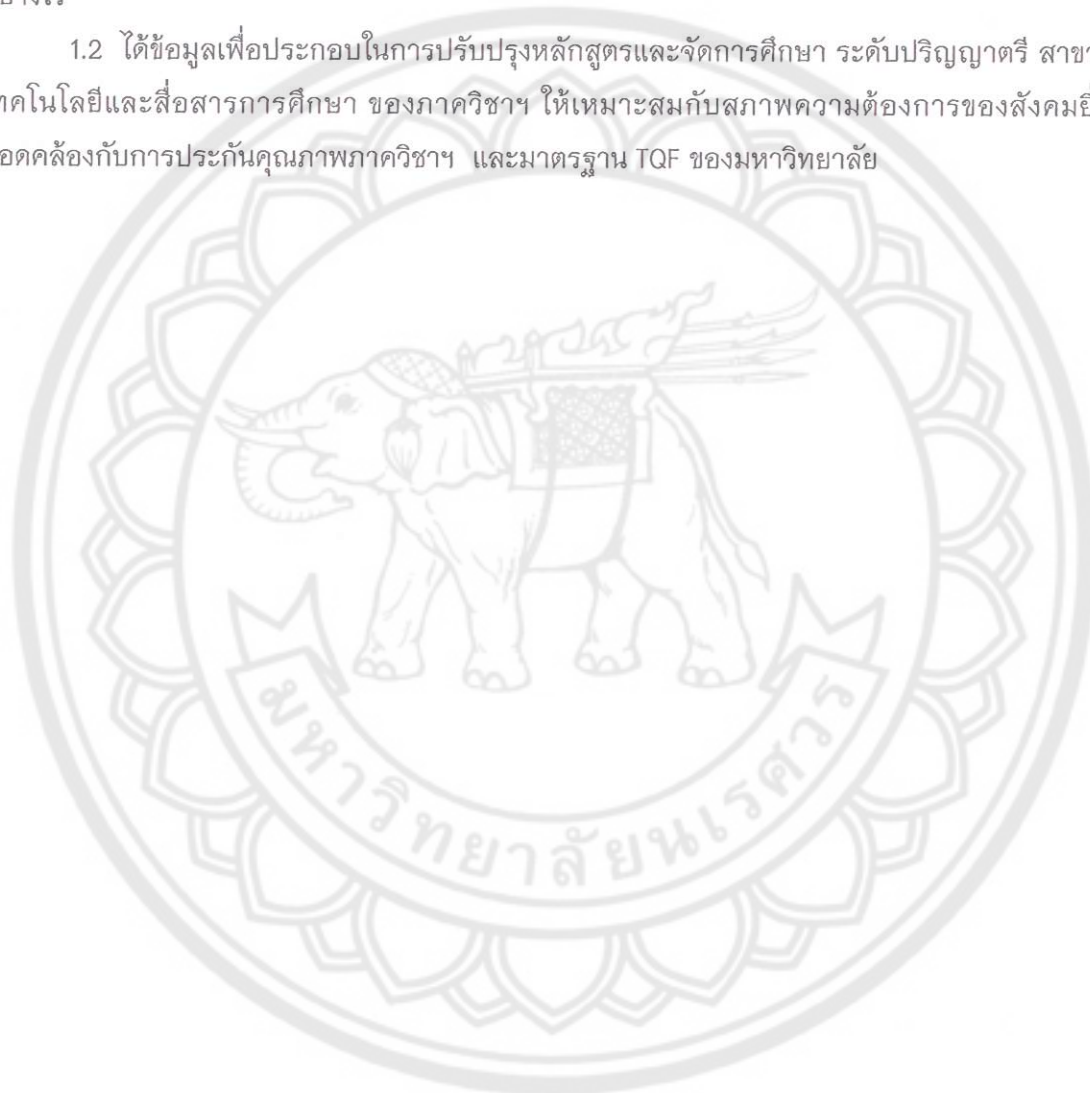 1.2 ได้ข้อมูลเพื่อประกอบในการปรับปรุงหลักสูตรและจัดการศึกษา ระดับปริญญาตรี สาขา
ทคโนโลยีและสื่อสารการศึกษา ของภาควิชาฯ ให้เหมาะสมกับสภาพความต้องการของสังคมยิ
อดคล้องกับการประกันคุณภาพภาควิชาฯ และมาตรฐาน TQF ของมหาวิทยาลัย
มหาวิทยาลัยนเรศวร